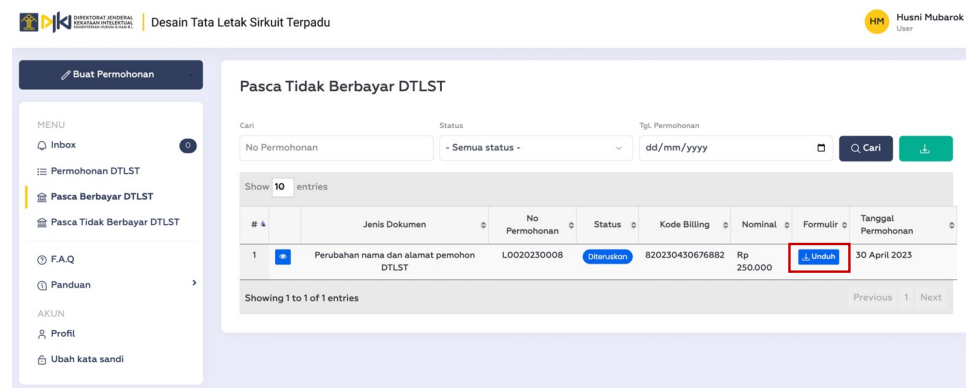 DIREKTORAT JENDERAL
KEKAYAAN INTELEKTUAL
KEMENTERIAN HUKUM & HAM R.I.
Desain Tata Letak Sirkuit Terpadu
HM
Husni Mubarok
User
Buat Permohonan
MENU
Inbox 0
Permohonan DTLST
Pasca Berbayar DTLST
Pasca Tidak Berbayar DTLST
F.A.Q
Panduan
AKUN
Profil
Ubah kata sandi
Pasca Tidak Berbayar DTLST
Cari Status Tgl. Permohonan
No Permohonan - Semua status - dd/mm/yyyy Cari
Show 10 entries
# Jenis Dokumen No Permohonan Status Kode Billing Nominal Formulir Tanggal Permohonan
1 Perubahan nama dan alamat pemohon DTLST L0020230008 Diteruskan 820230430676882 Rp 250.000 Unduh 30 April 2023
Showing 1 to 1 of 1 entries
Previous 1 Next